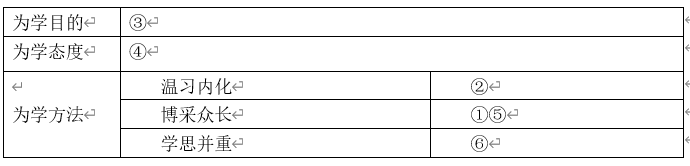 为学目的 ③
为学态度 ④
温习内化 ②
为学方法 博采众长 ①⑤
学思并重 ⑥